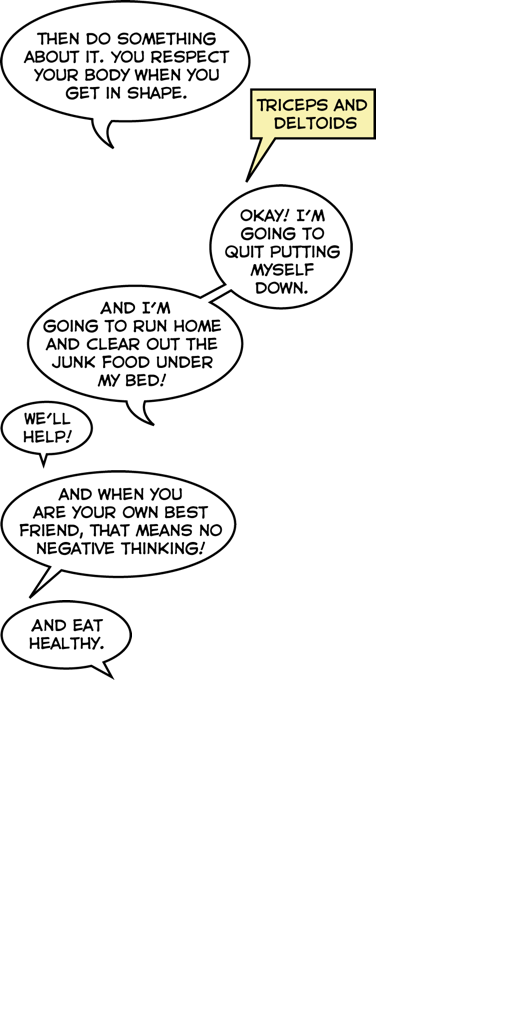 THEN DO SOMETHING
ABOUT IT. YOU RESPECT
YOUR BODY WHEN YOU
GET IN SHAPE.
TRICEPS AND
DELTOIDS
OKAY! I'M
GOING TO
QUIT PUTTING
MYSELF
DOWN.
AND I'M
GOING TO RUN HOME
AND CLEAR OUT THE
JUNK FOOD UNDER
MY BED!
WE'LL
HELP!
AND WHEN YOU
ARE YOUR OWN BEST
FRIEND, THAT MEANS NO
NEGATIVE THINKING!
AND EAT
HEALTHY.